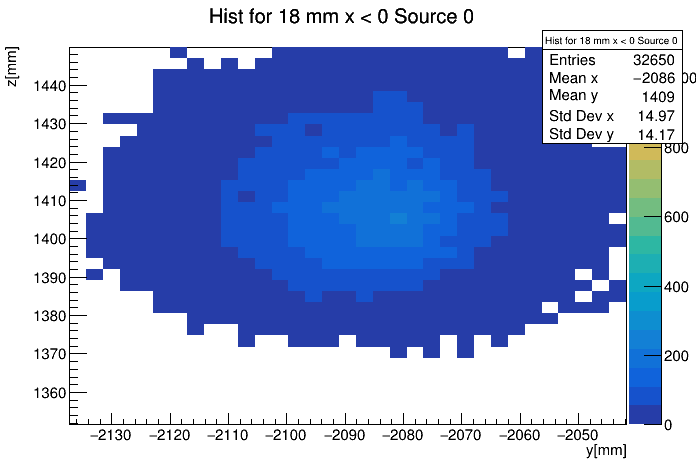 Hist for 18 mm x < 0 Source 0
Hist for 18 mm x < 0 Source 0
Entries 32650
Mean x −2086
Mean y 1409
Std Dev x 14.97
Std Dev y 14.17
z[mm]
1440
1430
1420
1410
1400
1390
1380
1370
1360
−2130 −2120 −2110 −2100 −2090 −2080 −2070 −2060 −2050
y[mm]
800
600
400
200
0